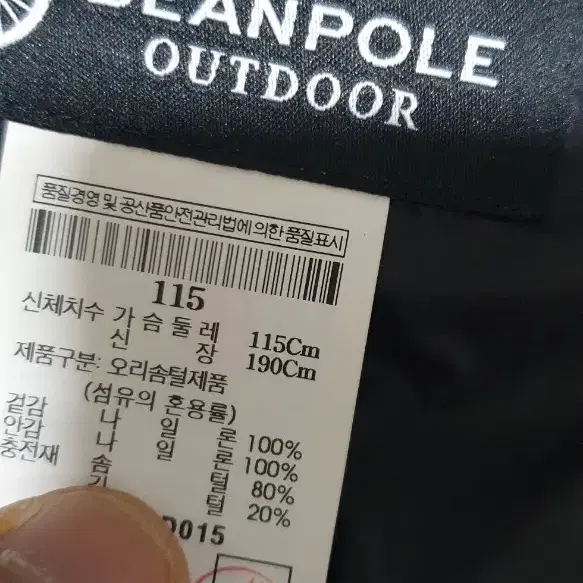 BEANPOLE
OUTDOOR
품질경영 및 공산품안전관리법에 의한 품질표시
115
신체치수 가 슴 둘 레 115Cm
신 장 190Cm
제품구분: 오리솜털제품
(섬유의 혼용률)
겉감 나 일 론 100%
안감 나 일 론 100%
충전재 솜 털 80%
털 20%
D015